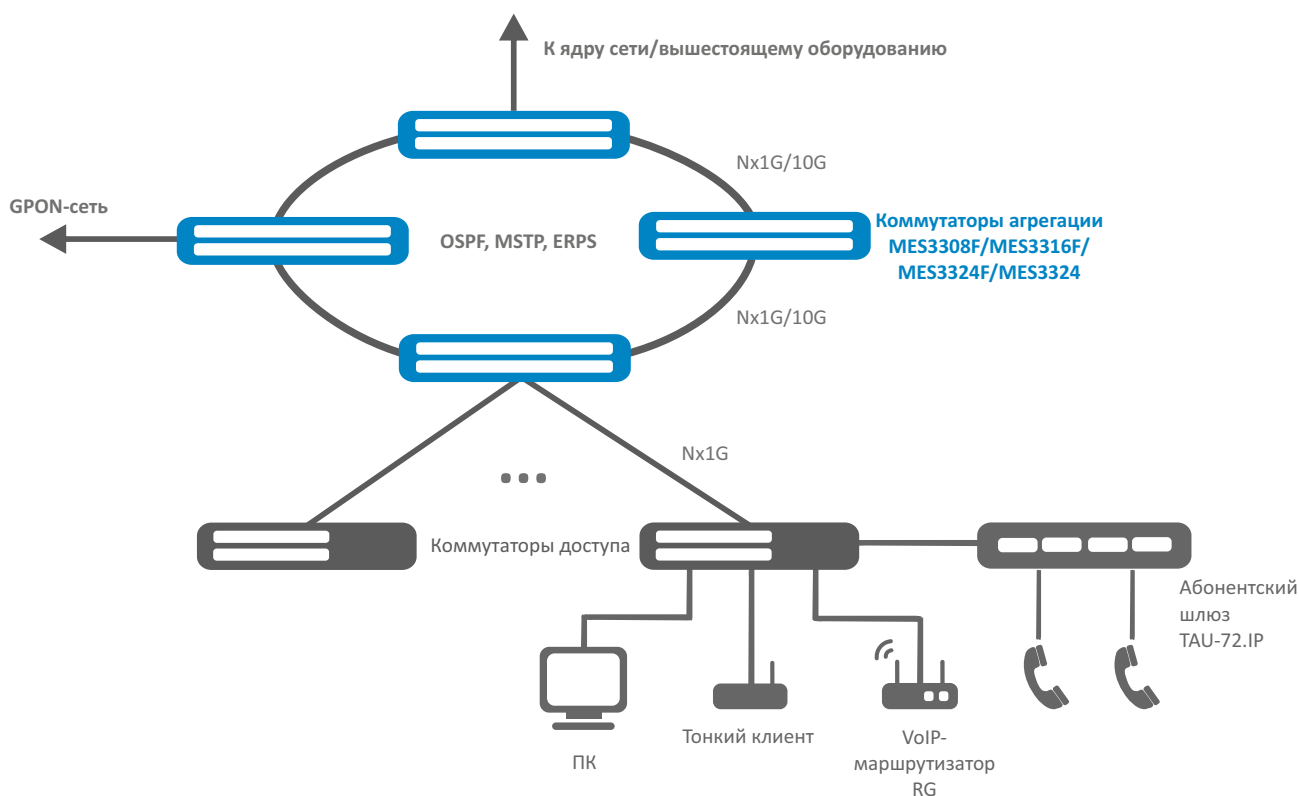 К ядру сети/вышестоящему оборудованию
Nx1G/10G
GPON-сеть
OSPF, MSTP, ERPS
Коммутаторы агрегации
MES3308F/MES3316F/
MES3324F/MES3324
Nx1G/10G
Nx1G
Коммутаторы доступа
Абонентский
шлюз
TAU-72.IP
ПК
Тонкий клиент
VoIP-
маршрутизатор
RG